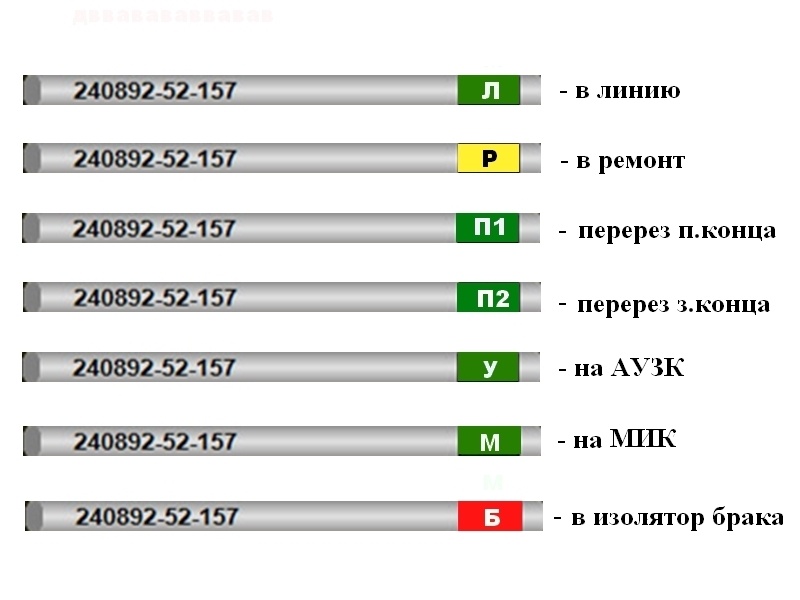 240892-52-157 Л - в линию
240892-52-157 Р - в ремонт
240892-52-157 П1 - перерез п.конца
240892-52-157 П2 - перерез з.конца
240892-52-157 У - на АУЗК
240892-52-157 М - на МИК
М
240892-52-157 Б - в изолятор брака